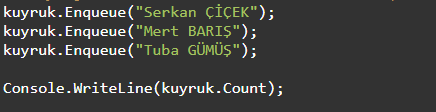 kuyruk.Enqueue("Serkan ÇİÇEK");
kuyruk.Enqueue("Mert BARIŞ");
kuyruk.Enqueue("Tuba GÜMÜŞ");
Console.WriteLine(kuyruk.Count);